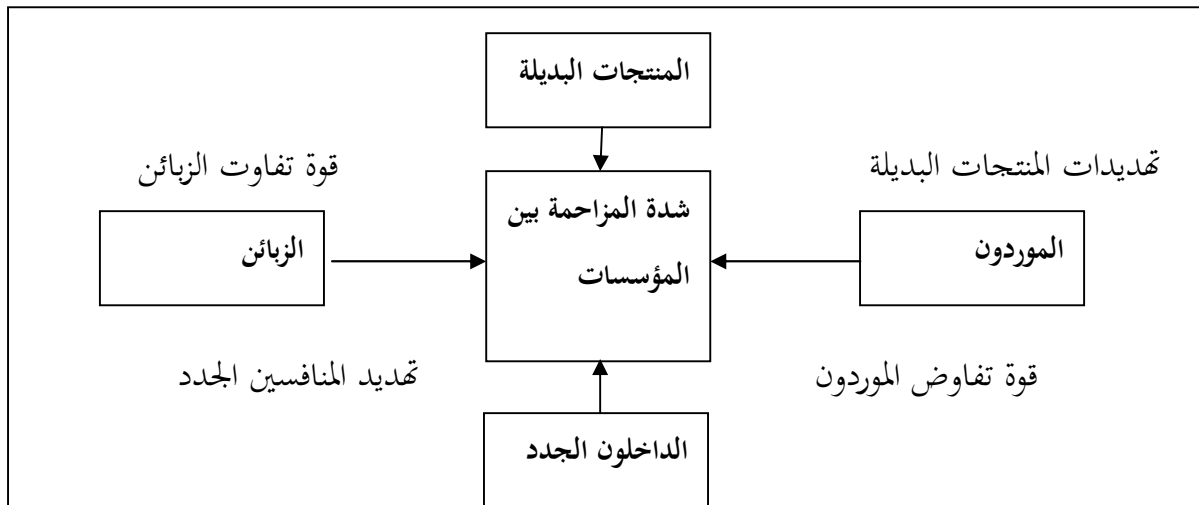 المنتجات البديلة
تهديدات المنتجات البديلة
قوة تفاوت الزبائن
شدة المزاحمة بين
المؤسسات
الموردون
الزبائن
قوة تفاوض الموردون
تهديد المنافسين الجدد
الداخلون الجدد